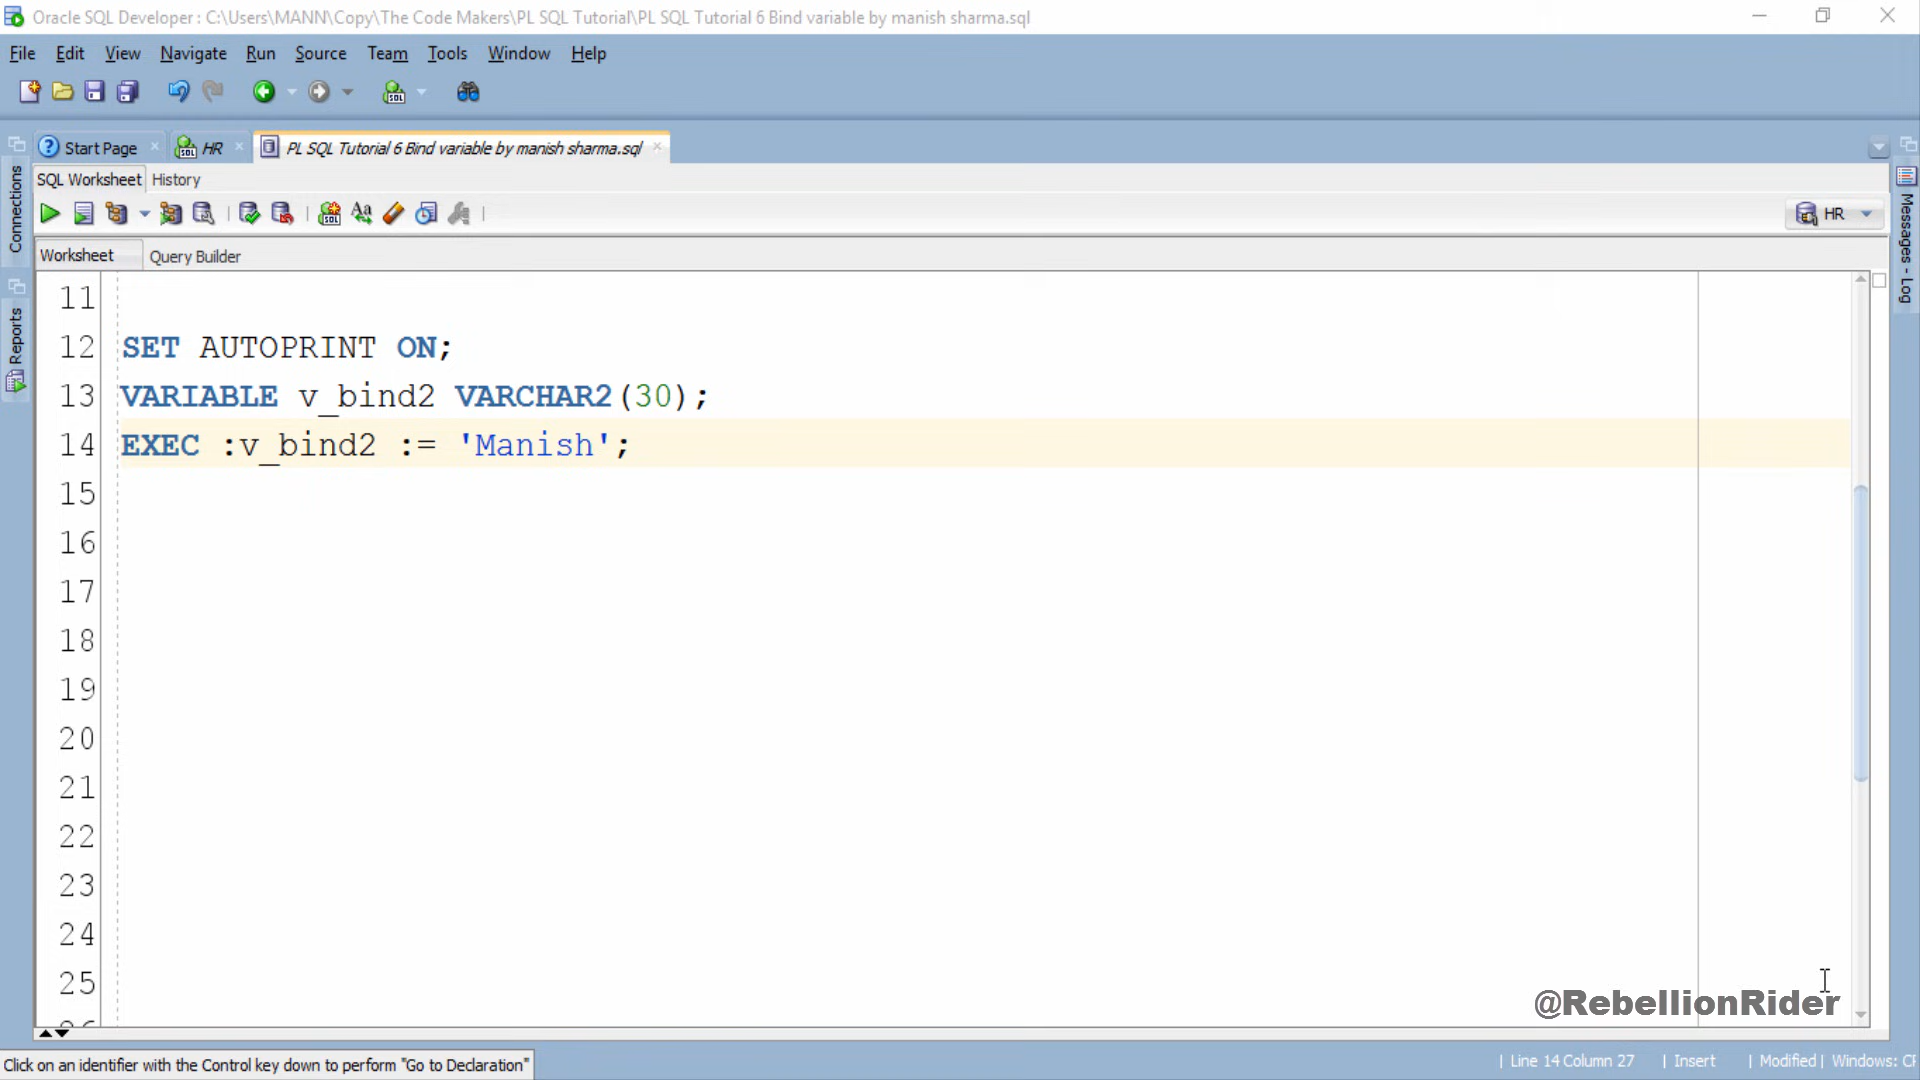 Oracle SQL Developer : C:\Users\MANN\Copy\The Code Makers\PL SQL Tutorial\PL SQL Tutorial 6 Bind variable by manish sharma.sql
File Edit View Navigate Run Source Team Tools Window Help
Start Page HR PL SQL Tutorial 6 Bind variable by manish sharma.sql
SQL Worksheet History
HR
Worksheet Query Builder
Connections
Reports
Messages - Log
11
12 SET AUTOPRINT ON;
13 VARIABLE v_bind2 VARCHAR2(30);
14 EXEC :v_bind2 := 'Manish';
15
16
17
18
19
20
21
22
23
24
25
@RebellionRider
Click on an identifier with the Control key down to perform "Go to Declaration"
| Line 14 Column 27 | Insert | Modified | Windows: